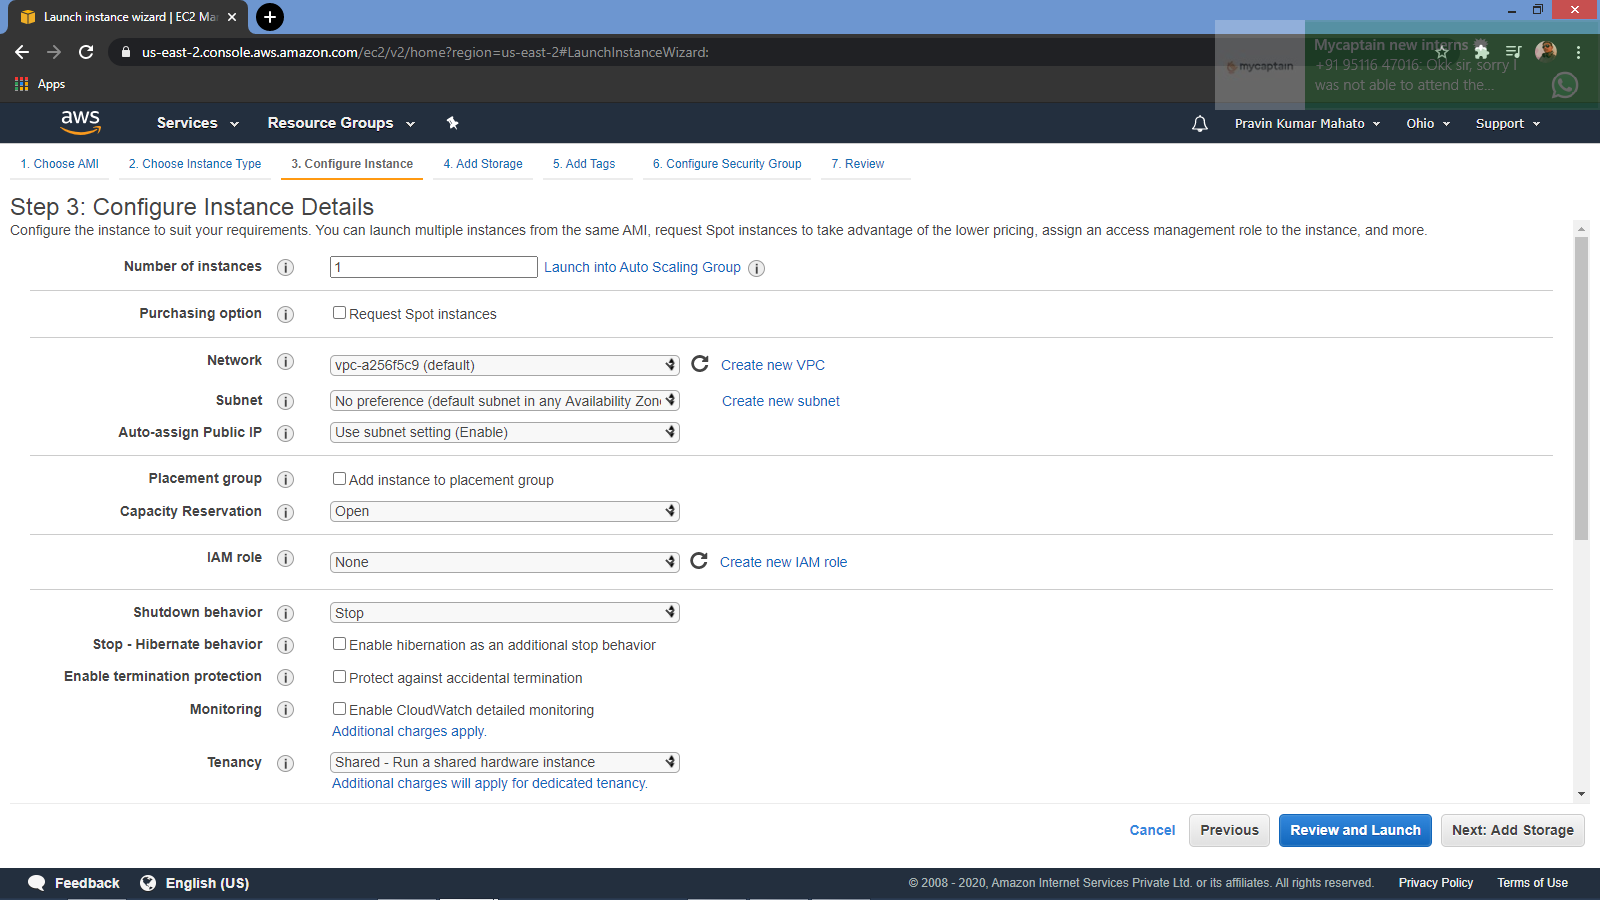 Launch instance wizard | EC2 Ma
us-east-2.console.aws.amazon.com/ec2/v2/home?region=us-east-2#LaunchInstanceWizard:
mycaptain
Mycaptain new interns
+91 95116 47016: Okk sir, sorry I
was not able to attend the...
Apps
aws
Services
Resource Groups
Pravin Kumar Mahato
Ohio
Support
1. Choose AMI
2. Choose Instance Type
3. Configure Instance
4. Add Storage
5. Add Tags
6. Configure Security Group
7. Review
Step 3: Configure Instance Details
Configure the instance to suit your requirements. You can launch multiple instances from the same AMI, request Spot instances to take advantage of the lower pricing, assign an access management role to the instance, and more.
Number of instances
1
Launch into Auto Scaling Group
Purchasing option
Request Spot instances
Network
vpc-a256f5c9 (default)
Create new VPC
Subnet
No preference (default subnet in any Availability Zone
Create new subnet
Auto-assign Public IP
Use subnet setting (Enable)
Placement group
Add instance to placement group
Capacity Reservation
Open
IAM role
None
Create new IAM role
Shutdown behavior
Stop
Stop - Hibernate behavior
Enable hibernation as an additional stop behavior
Enable termination protection
Protect against accidental termination
Monitoring
Enable CloudWatch detailed monitoring
Additional charges apply.
Tenancy
Shared - Run a shared hardware instance
Additional charges will apply for dedicated tenancy.
Cancel
Previous
Review and Launch
Next: Add Storage
Feedback
English (US)
© 2008 - 2020, Amazon Internet Services Private Ltd. or its affiliates. All rights reserved.
Privacy Policy
Terms of Use